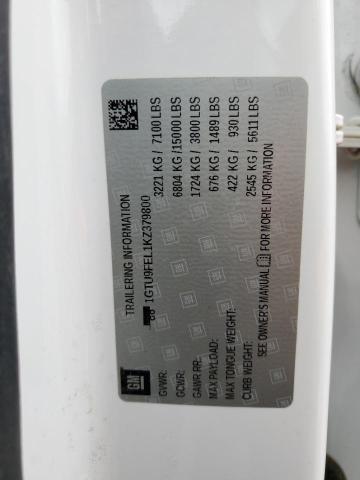 GM
TRAILERING INFORMATION
1GTU9FEL1KZ379800
GVWR: 3221 KG / 7100 LBS
GCWR: 6804 KG /15000 LBS
GAWR RR: 1724 KG / 3800 LBS
MAX PAYLOAD: 676 KG / 1489 LBS
MAX TONGUE WEIGHT: 422 KG / 930 LBS
CURB WEIGHT: 2545 KG / 5611 LBS
SEE OWNER'S MANUAL FOR MORE INFORMATION